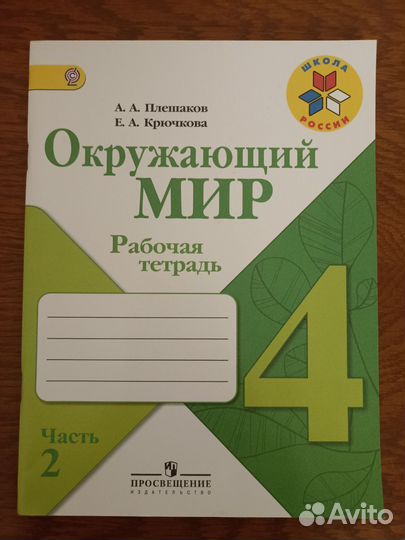 ШКОЛА
РОССИИ
А. А. Плешаков
Е. А. Крючкова
Окружающий
МИР
Рабочая
тетрадь
4
Часть
2
ПРОСВЕЩЕНИЕ
ИЗДАТЕЛЬСТВО
Avito